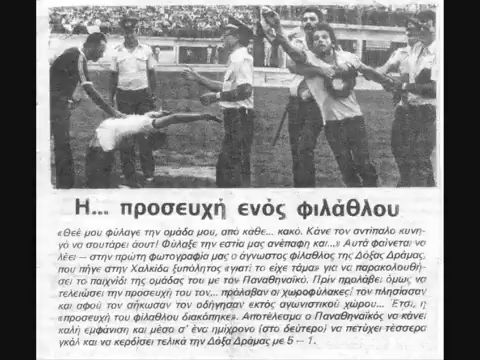 Η... προσευχή ενός φιλάθλου
«Θεέ μου φύλαγε την ομάδα μου, από κάθε... κακό. Κάνε τον αντίπαλο κυνη-
γό να σουτάρει άουτ! Φύλαξε την εστία μας ανέπαφη και...» Αυτά φαίνεται να
λέει — στην πρώτη φωτογραφία μας ο άγνωστος φίλαθλος της Δόξας Δράμας,
που πήγε στην Χαλκίδα ξυπόλητος «γιατί το είχε τάμα» για να παρακολουθή-
σει το παιχνίδι της ομάδας του με τον Παναθηναϊκό. Πρίν προλάβει όμως να
τελειώσει την προσευχή του τον... πρόλαβαν οι χωροφύλακες! τον πλησίασαν
και αφού τον σήκωσαν τον οδήγησαν εκτός αγωνιστικού χώρου... Έτσι, η
«προσευχή του φιλάθλου διακόπηκε». Αποτέλεσμα ο Παναθηναϊκός να κάνει
καλή εμφάνιση και μέσα σ' ένα ημίχρονο (στο δεύτερο) να πετύχει τέσσερα
γκολ και να κερδίσει τελικά την Δόξα Δράμας με 5 — 1.